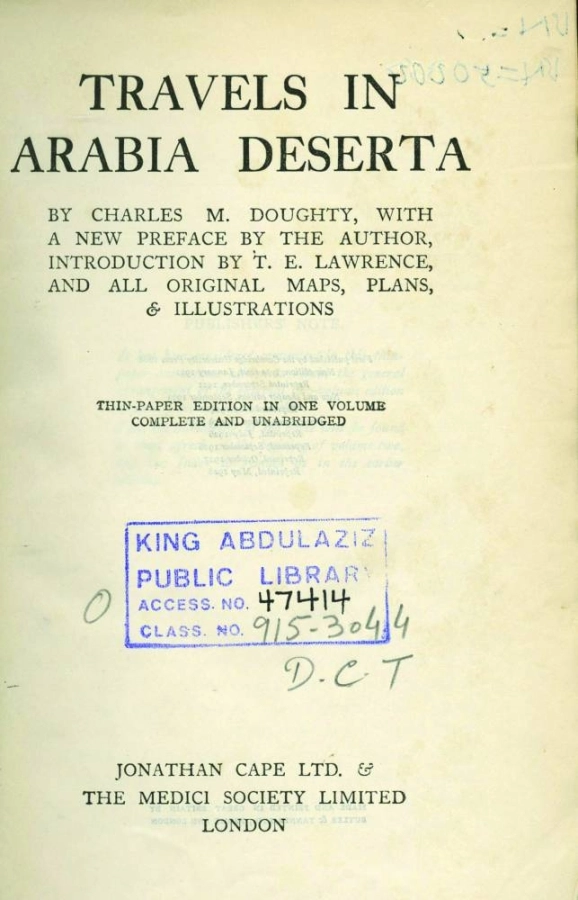 TRAVELS IN
ARABIA DESERTA
BY CHARLES M. DOUGHTY, WITH
A NEW PREFACE BY THE AUTHOR,
INTRODUCTION BY T. E. LAWRENCE,
AND ALL ORIGINAL MAPS, PLANS,
& ILLUSTRATIONS
THIN-PAPER EDITION IN ONE VOLUME
COMPLETE AND UNABRIDGED
KING ABDULAZIZ
PUBLIC LIBRARY
ACCESS. NO. 47414
CLASS. NO. 915-3044
D.C.T
JONATHAN CAPE LTD. &
THE MEDICI SOCIETY LIMITED
LONDON